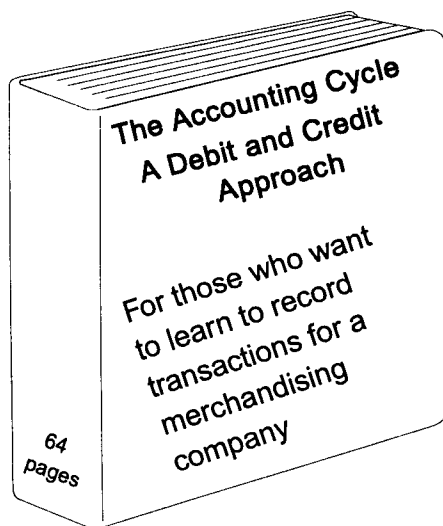 The Accounting Cycle
A Debit and Credit
Approach
For those who want
to learn to record
transactions for a
merchandising
company
64
pages